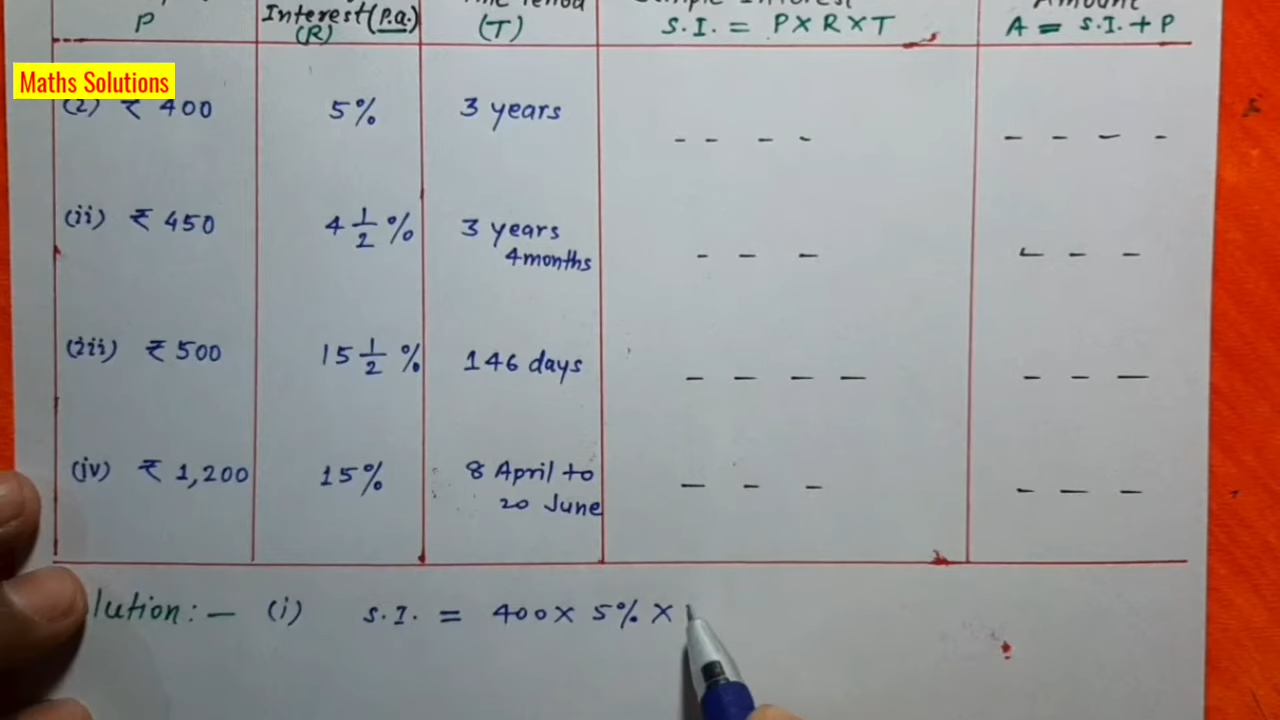 P Interest (P.a.) (R) (T) S.I. = P X R X T A = S.I. + P
Maths Solutions
(i) ₹ 400 5% 3 years - - - - - - - -
(ii) ₹ 450 4 1/2 % 3 years 4 months - - - - - -
(iii) ₹ 500 15 1/2 % 146 days - - - - - - -
(iv) ₹ 1,200 15% 8 April to 20 June - - - - - -
lution :- (i) S.I. = 400 X 5% X